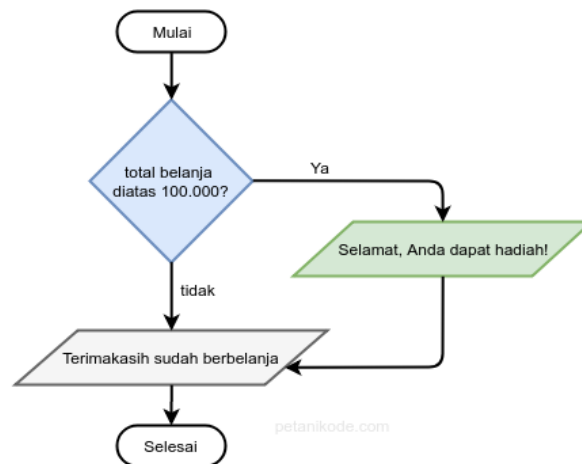 Mulai
total belanja
diatas 100.000?
Ya
Selamat, Anda dapat hadiah!
tidak
Terimakasih sudah berbelanja
petanikode.com
Selesai